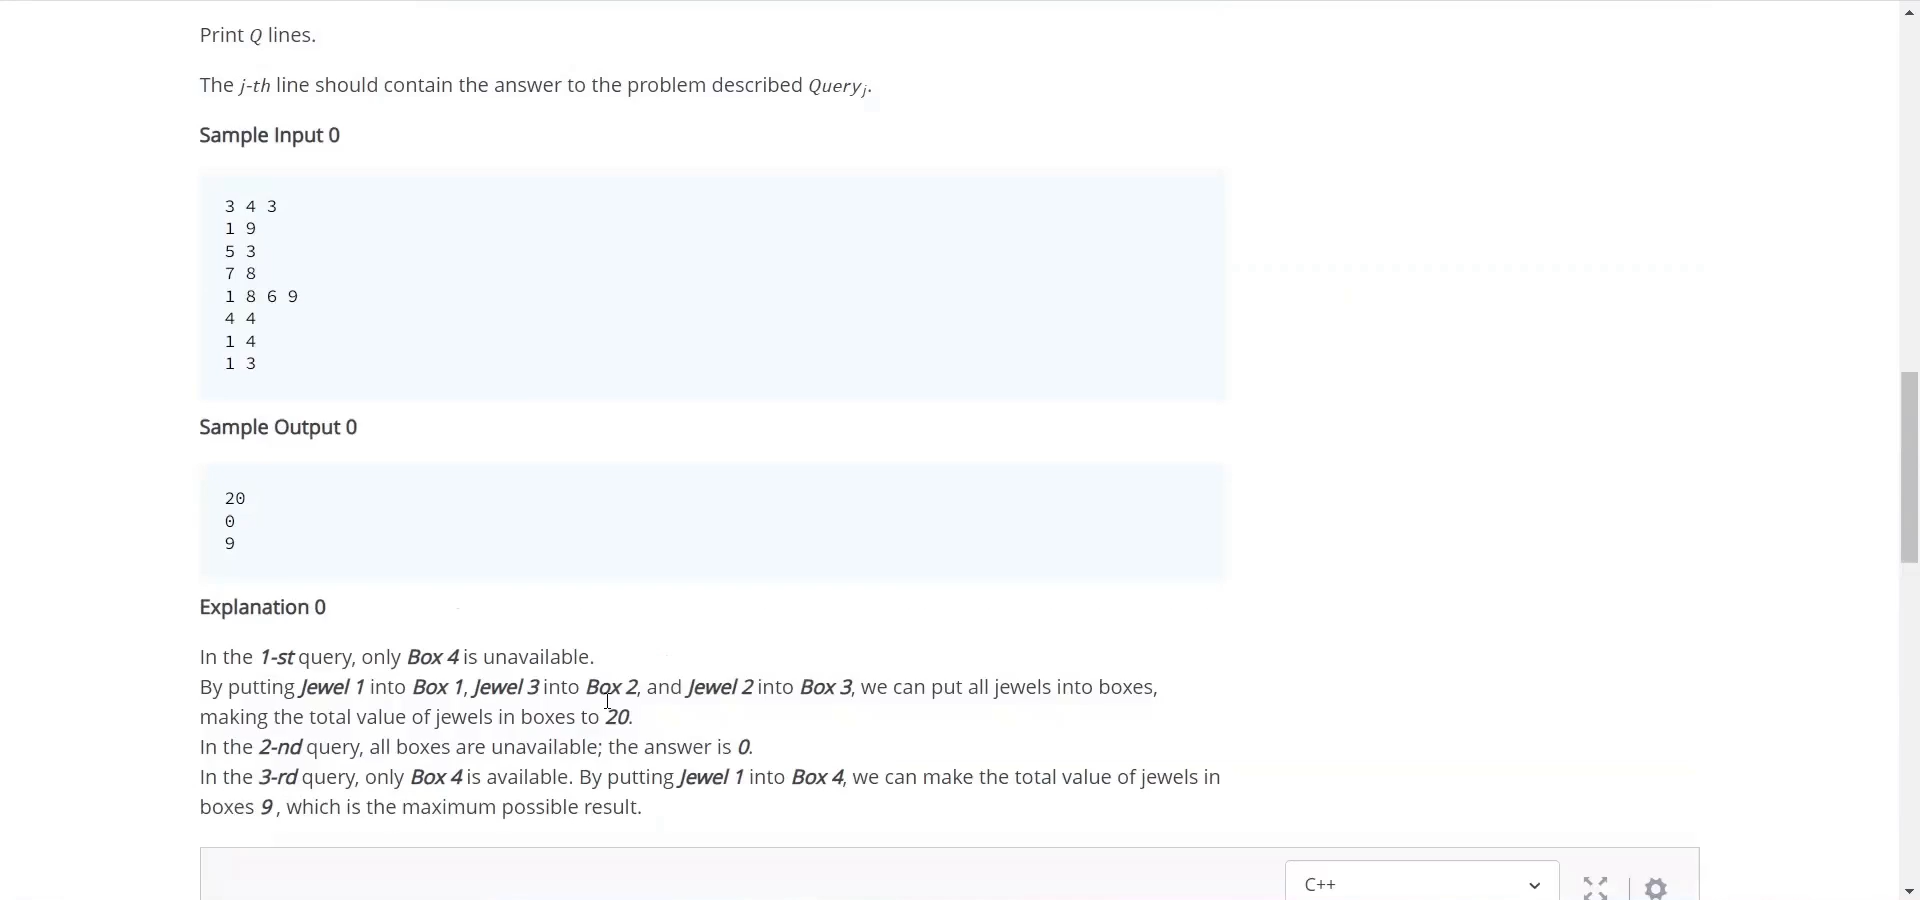 Print Q lines.
The j-th line should contain the answer to the problem described Queryj.
Sample Input 0
3 4 3
1 9
5 3
7 8
1 8 6 9
4 4
1 4
1 3
Sample Output 0
20
0
9
Explanation 0
In the 1-st query, only Box 4 is unavailable.
By putting Jewel 1 into Box 1, Jewel 3 into Box 2, and Jewel 2 into Box 3, we can put all jewels into boxes,
making the total value of jewels in boxes to 20.
In the 2-nd query, all boxes are unavailable; the answer is 0.
In the 3-rd query, only Box 4 is available. By putting Jewel 1 into Box 4, we can make the total value of jewels in
boxes 9 , which is the maximum possible result.
C++